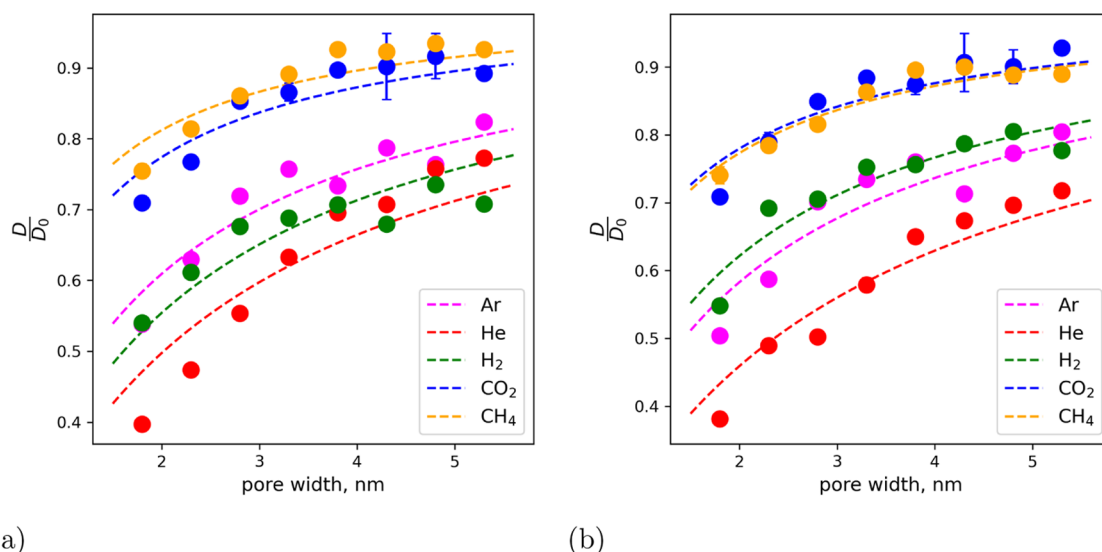 0.9
0.8
0.7
0.6
0.5
0.4
D
D₀
2
3
4
5
pore width, nm
Ar
He
H₂
CO₂
CH₄
a)
0.9
0.8
0.7
0.6
0.5
0.4
D
D₀
2
3
4
5
pore width, nm
Ar
He
H₂
CO₂
CH₄
(b)